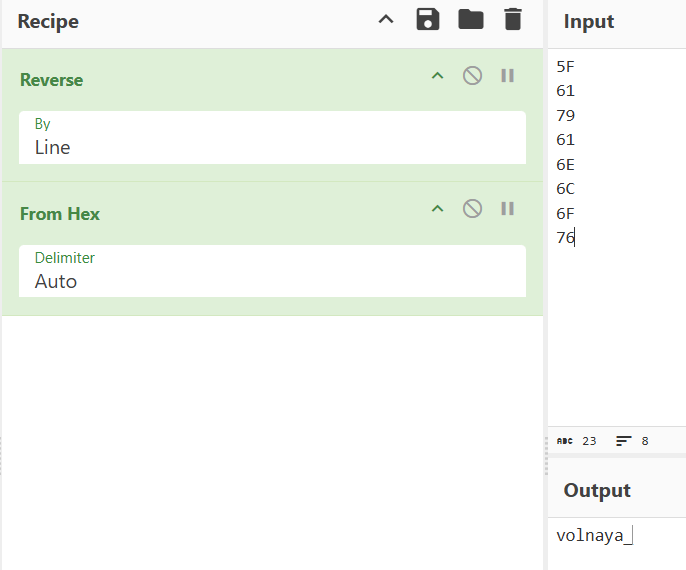 Recipe
Reverse
By
Line
From Hex
Delimiter
Auto
Input
5F
61
79
61
6E
6C
6F
76
ABC 23 8
Output
volnaya_